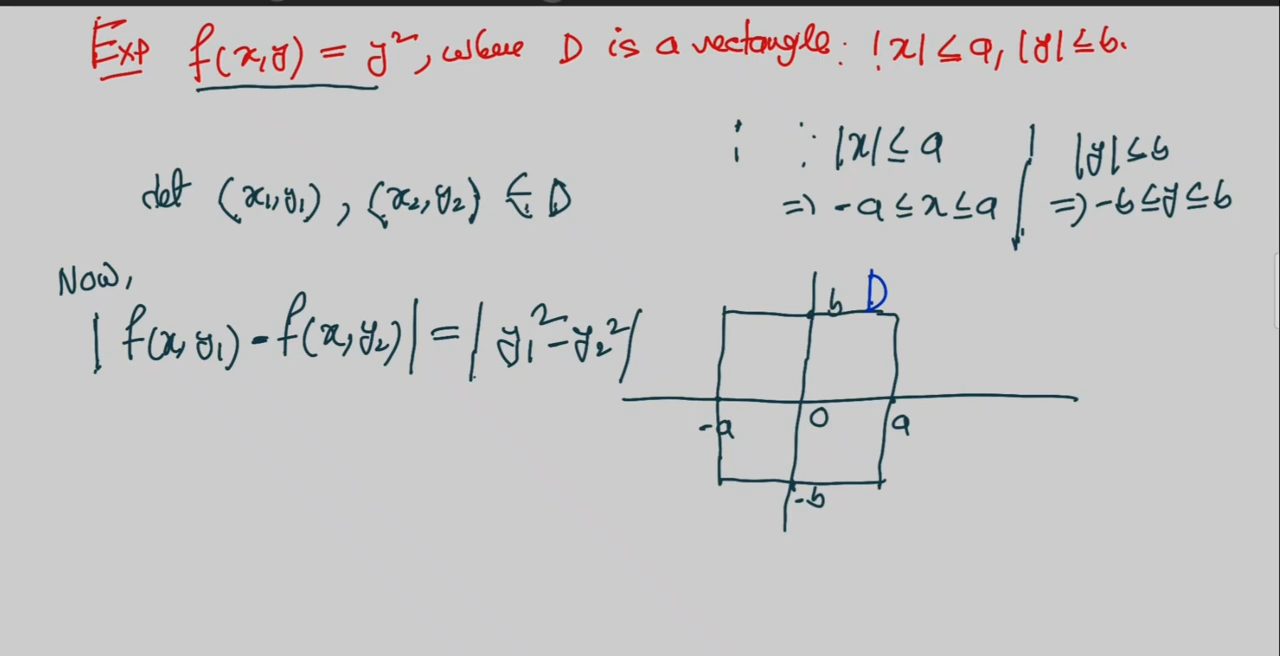 Exp f(x,y) = y², where D is a rectangle: |x| ≤ a, |y| ≤ b.
∵ |x| ≤ a | |y| ≤ b
let (x₁,y₁), (x₂,y₂) ∈ D
⇒ -a ≤ x ≤ a | ⇒ -b ≤ y ≤ b
Now,
|f(x,y₁) - f(x,y₂)| = |y₁² - y₂²|
b D
-a 0 a
-b